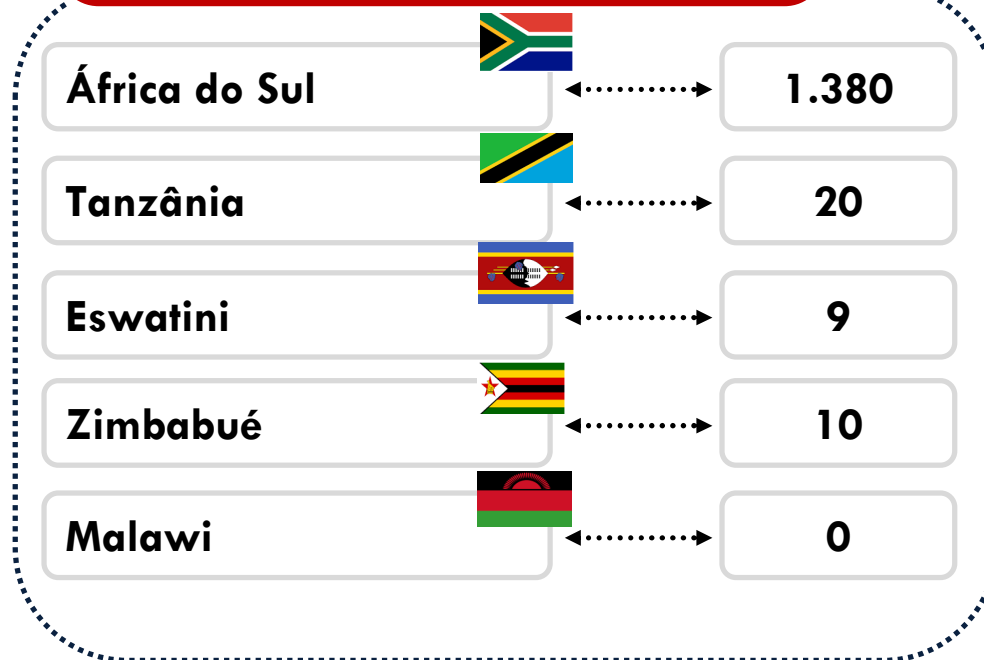 África do Sul 1.380
Tanzânia 20
Eswatini 9
Zimbabué 10
Malawi 0